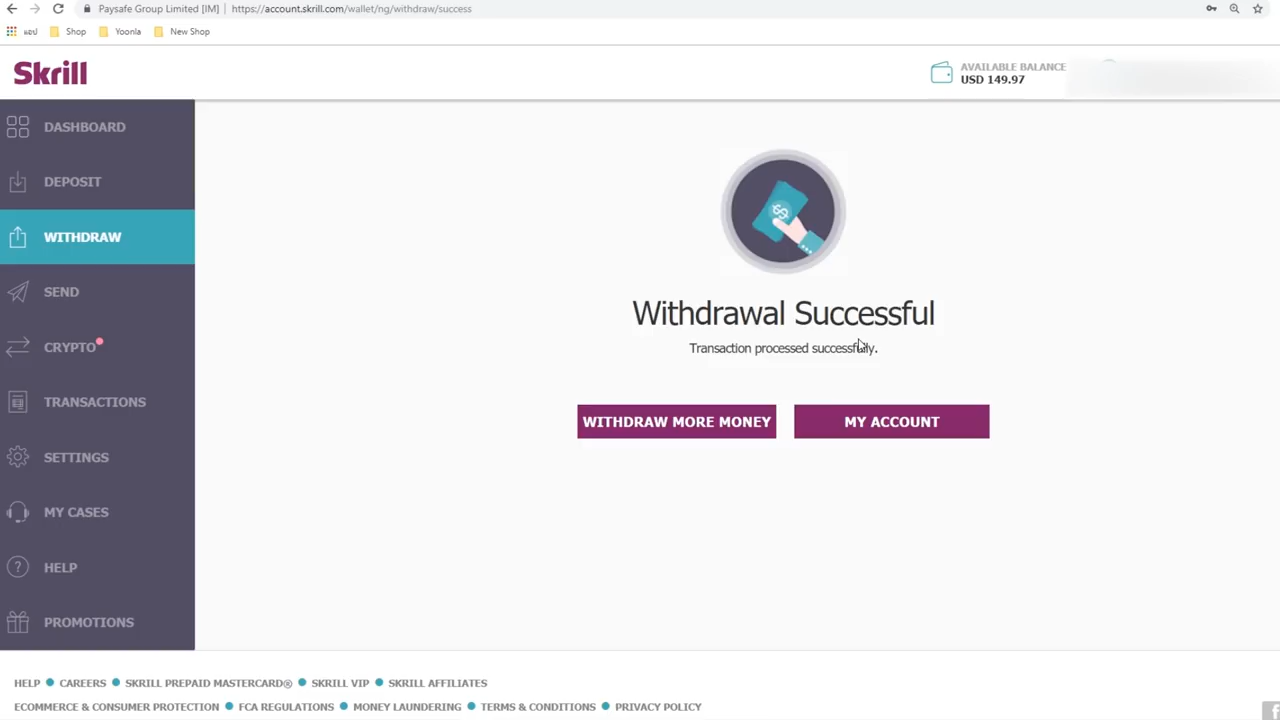 Paysafe Group Limited [IM] | https://account.skrill.com/wallet/ng/withdraw/success
แอป Shop Yoonla New Shop
Skrill
AVAILABLE BALANCE
USD 149.97
DASHBOARD
DEPOSIT
WITHDRAW
SEND
CRYPTO
TRANSACTIONS
SETTINGS
MY CASES
HELP
PROMOTIONS
Withdrawal Successful
Transaction processed successfully.
WITHDRAW MORE MONEY MY ACCOUNT
HELP CAREERS SKRILL PREPAID MASTERCARD® SKRILL VIP SKRILL AFFILIATES
ECOMMERCE & CONSUMER PROTECTION FCA REGULATIONS MONEY LAUNDERING TERMS & CONDITIONS PRIVACY POLICY